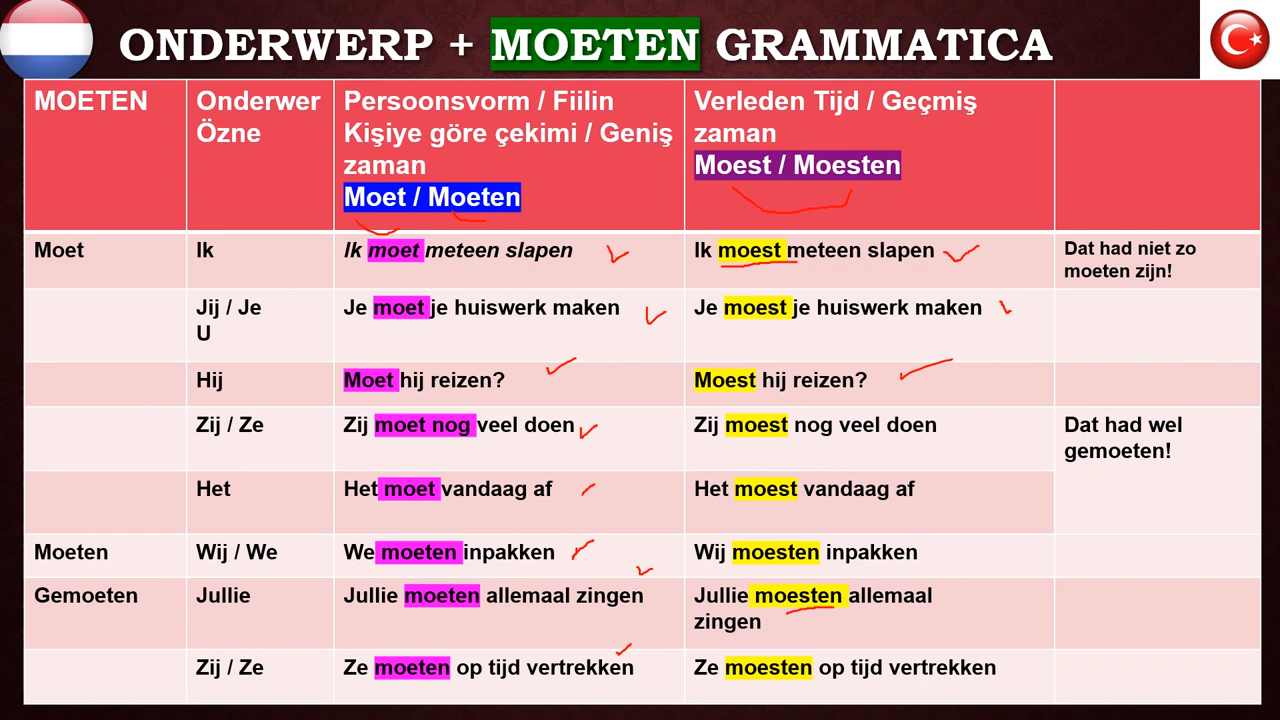 ONDERWERP + MOETEN GRAMMATICA
MOETEN
Onderwer
Özne
Persoonsvorm / Fiilin
Kişiye göre çekimi / Geniş
zaman
Moet / Moeten
Verleden Tijd / Geçmiş
zaman
Moest / Moesten
Moet
Ik
Ik moet meteen slapen
Ik moest meteen slapen
Dat had niet zo
moeten zijn!
Jij / Je
U
Je moet je huiswerk maken
Je moest je huiswerk maken
Hij
Moet hij reizen?
Moest hij reizen?
Zij / Ze
Zij moet nog veel doen
Zij moest nog veel doen
Dat had wel
gemoeten!
Het
Het moet vandaag af
Het moest vandaag af
Moeten
Wij / We
We moeten inpakken
Wij moesten inpakken
Gemoeten
Jullie
Jullie moeten allemaal zingen
Jullie moesten allemaal
zingen
Zij / Ze
Ze moeten op tijd vertrekken
Ze moesten op tijd vertrekken